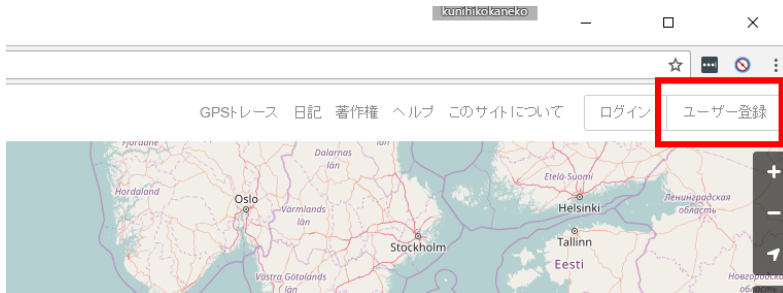 kunihikokaneko
GPSトレース 日記 著作権 ヘルプ このサイトについて ログイン ユーザー登録
Fjordane
Dalarnas län
Hordaland
Oslo
Värmlands län
Stockholm
Västra Götalands län
Etelä-Suomi
Helsinki
Tallinn
Eesti
Ленинградская область